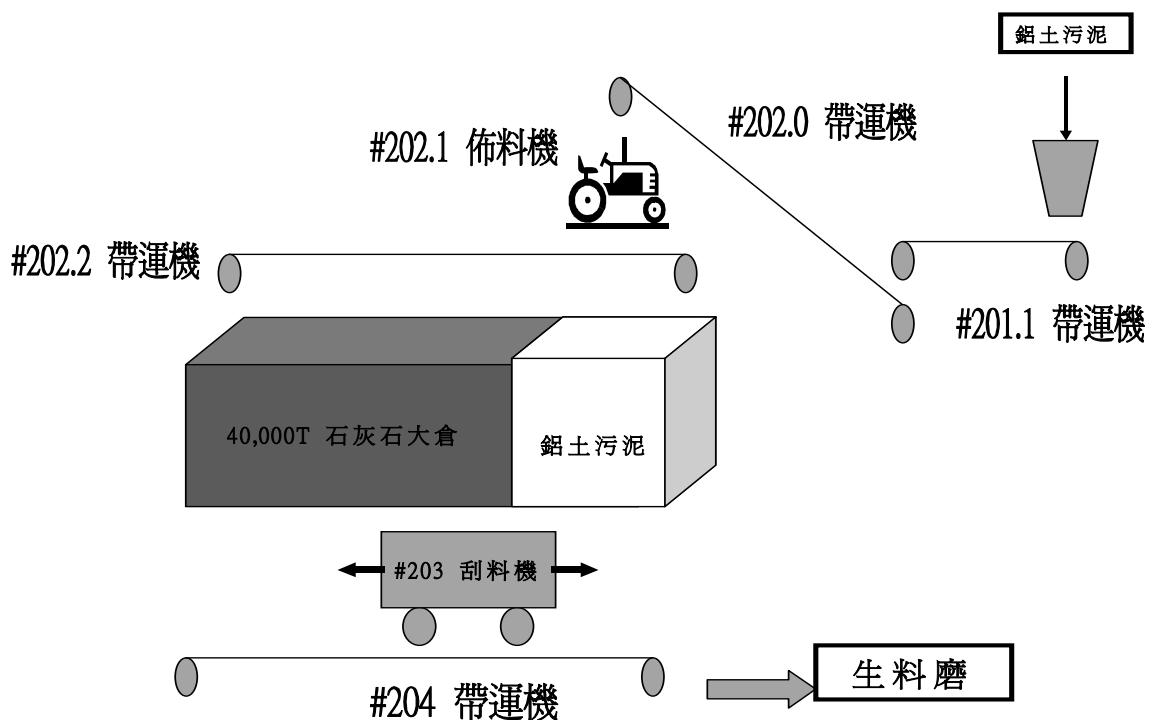 鋁土污泥
#202.0 帶運機
#202.1 佈料機
#202.2 帶運機
#201.1 帶運機
40,000T 石灰石大倉
鋁土污泥
#203 刮料機
生料磨
#204 帶運機